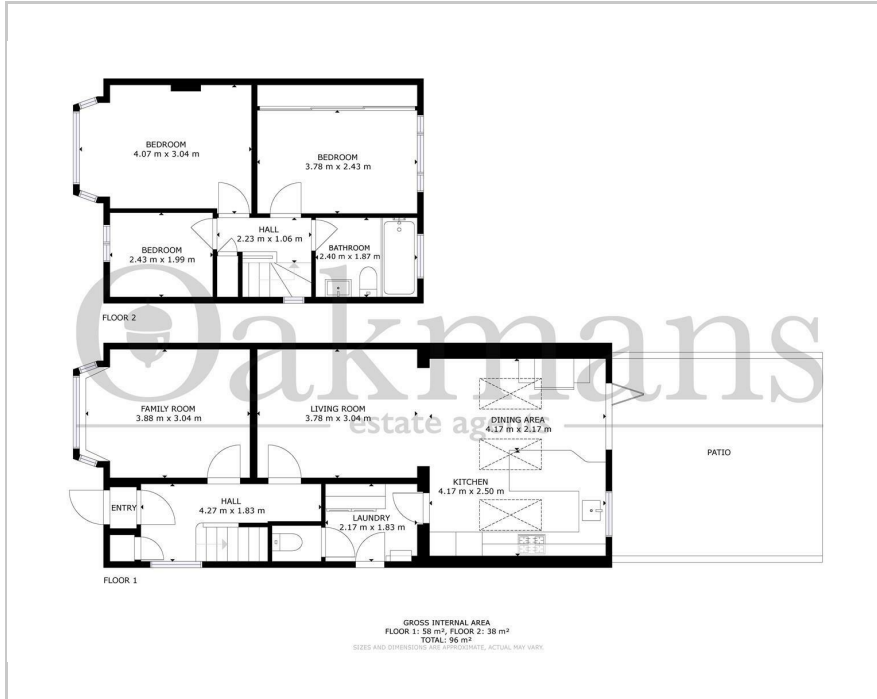 BEDROOM
4.07 m x 3.04 m
BEDROOM
3.78 m x 2.43 m
HALL
2.23 m x 1.06 m
BEDROOM
2.43 m x 1.99 m
BATHROOM
2.40 m x 1.87 m
FLOOR 2
Oakmans
estate agents
FAMILY ROOM
3.88 m x 3.04 m
LIVING ROOM
3.78 m x 3.04 m
DINING AREA
4.17 m x 2.17 m
PATIO
KITCHEN
4.17 m x 2.50 m
HALL
4.27 m x 1.83 m
ENTRY
LAUNDRY
2.17 m x 1.83 m
FLOOR 1
GROSS INTERNAL AREA
FLOOR 1: 58 m², FLOOR 2: 38 m²
TOTAL: 96 m²
SIZES AND DIMENSIONS ARE APPROXIMATE, ACTUAL MAY VARY.